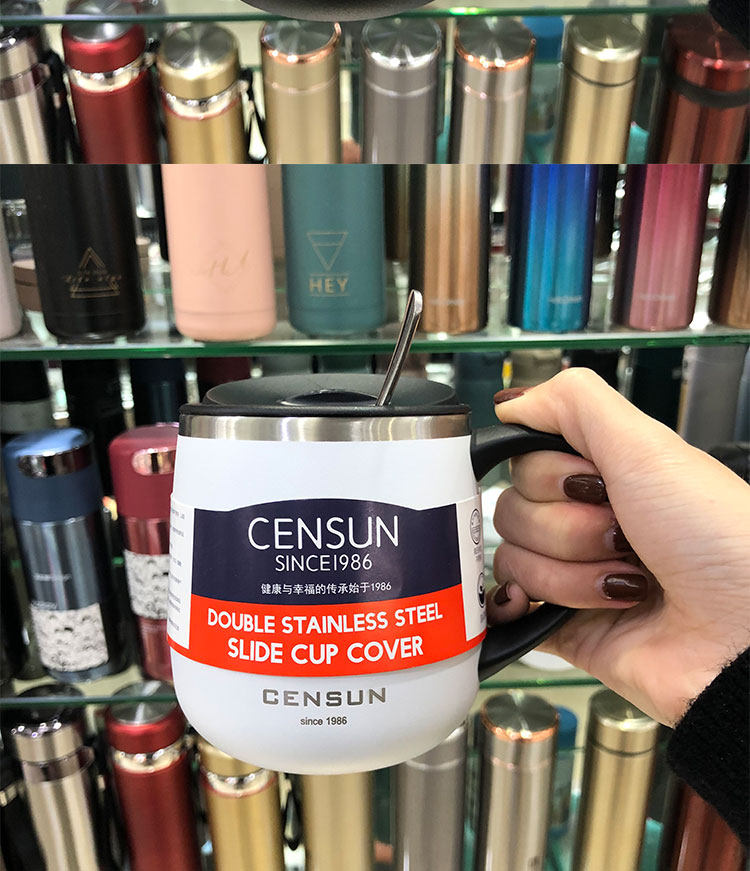 HEY
CENSUN
SINCE1986
健康与幸福的传承始于1986
DOUBLE STAINLESS STEEL
SLIDE CUP COVER
CENSUN
since 1986